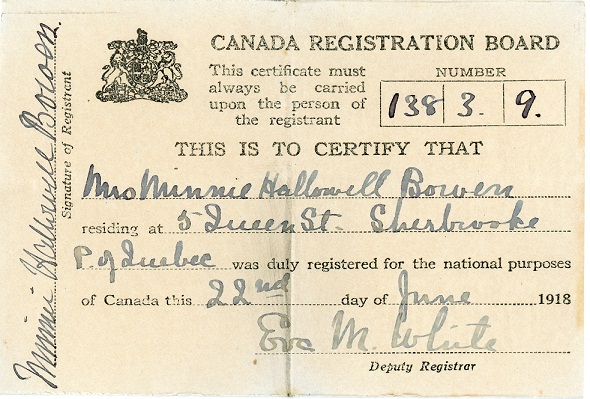 CANADA REGISTRATION BOARD
This certificate must
always be carried
upon the person of
the registrant
NUMBER
138 3. 9.
THIS IS TO CERTIFY THAT
Mrs Minnie Hallowell Bowen
residing at 5 Queen St. Sherbrooke
P. of Quebec was duly registered for the national purposes
of Canada this 22nd day of June 1918
Eva M. White
Deputy Registrar
Minnie Hallowell Bowen
Signature of Registrant